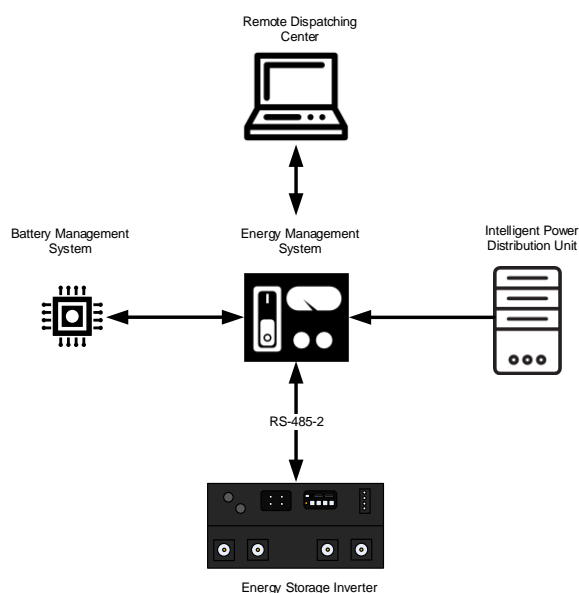 Remote Dispatching
Center
Battery Management
System
Energy Management
System
Intelligent Power
Distribution Unit
RS-485-2
Energy Storage Inverter